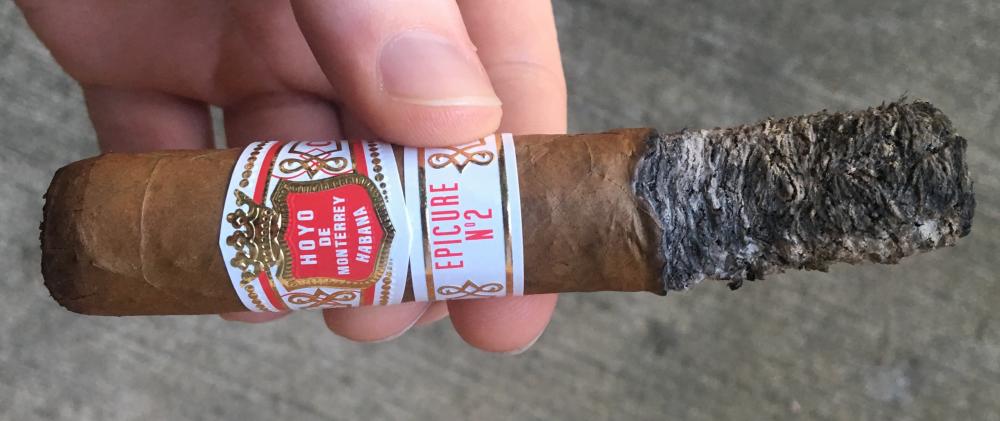 HOYO
DE
MONTERREY
HABANA
EPICURE
Nº2